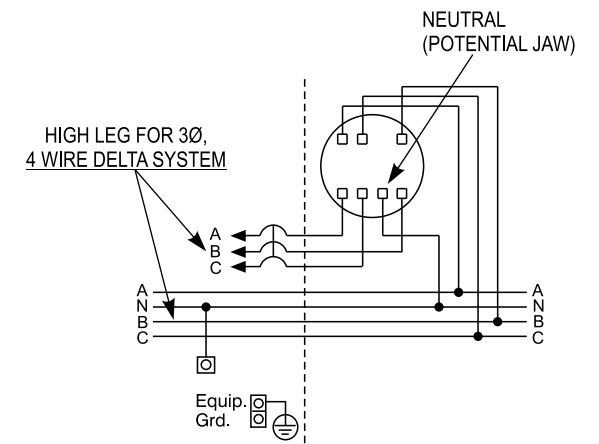 NEUTRAL
(POTENTIAL JAW)
HIGH LEG FOR 3Ø,
4 WIRE DELTA SYSTEM
A
B
C
A
N
B
C
A
N
B
C
Equip.
Grd.